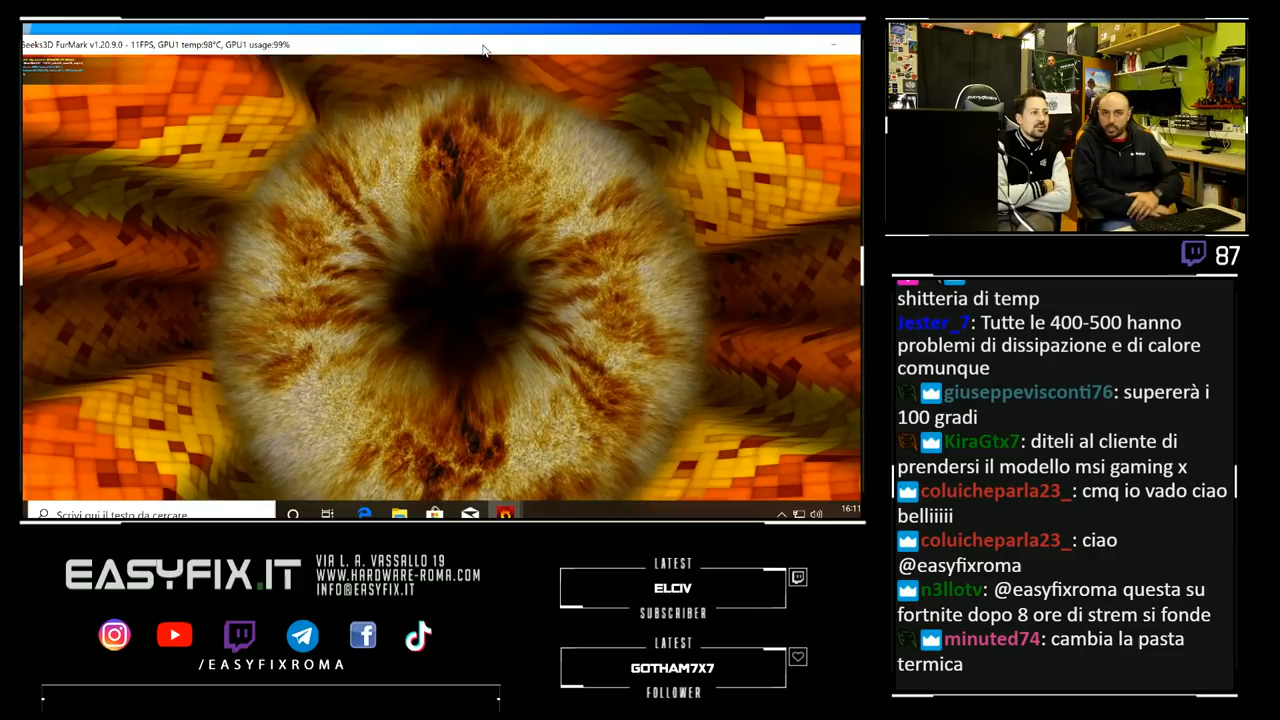 Geeks3D FurMark v1.20.9.0 - 11FPS, GPU1 temp:98°C, GPU1 usage:99%
87
shitteria di temp
Jester_7: Tutte le 400-500 hanno
problemi di dissipazione e di calore
comunque
giuseppevisconti76: supererà i
100 gradi
KiraGtx7: diteli al cliente di
prendersi il modello msi gaming x
coluicheparla23_: cmq io vado ciao
belliiiii
coluicheparla23_: ciao
@easyfixroma
n3llotv: @easyfixroma questa su
fortnite dopo 8 ore di strem si fonde
minuted74: cambia la pasta
termica
Scrivi qui il testo da cercare
16:11
EASYFIX.IT
VIA L. A. VASSALLO 19
WWW.HARDWARE-ROMA.COM
INFO@EASYFIX.IT
/EASYFIXROMA
LATEST
ELCIV
SUBSCRIBER
LATEST
GOTHAM7X7
FOLLOWER